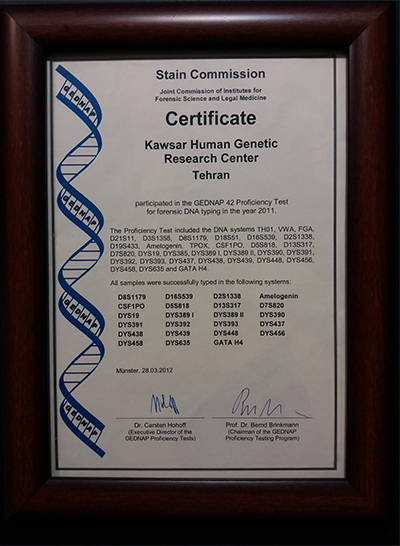 GEDNAP
Stain Commission
Joint Commission of Institutes for
Forensic Science and Legal Medicine
Certificate
Kawsar Human Genetic
Research Center
Tehran
GEDNAP
participated in the GEDNAP 42 Proficiency Test
for forensic DNA typing in the year 2011.
The Proficiency Test included the DNA systems TH01, VWA, FGA,
D21S11, D3S1358, D8S1179, D18S51, D16S539, D2S1338,
D19S433, Amelogenin, TPOX, CSF1PO, D5S818, D13S317,
D7S820, DYS19, DYS385, DYS389 I, DYS389 II, DYS390, DYS391,
DYS392, DYS393, DYS437, DYS438, DYS439, DYS448, DYS456,
DYS458, DYS635 and GATA H4.
All samples were successfully typed in the following systems:
GEDNAP
D8S1179 D16S539 D2S1338 Amelogenin
CSF1PO D5S818 D13S317 D7S820
DYS19 DYS389 I DYS389 II DYS390
DYS391 DYS392 DYS393 DYS437
DYS438 DYS439 DYS448 DYS456
DYS458 DYS635 GATA H4
GEDNAP
Münster, 28.03.2012
GEDNAP
Dr. Carsten Hohoff Prof. Dr. Bernd Brinkmann
(Executive Director of the (Chairman of the GEDNAP
GEDNAP Proficiency Tests) Proficiency Testing Program)